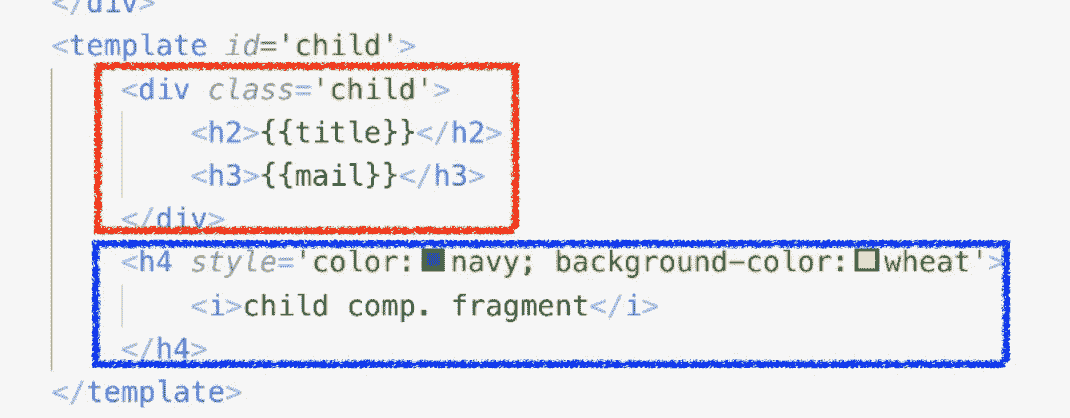 </div>
<template id='child'>
<div class='child'>
<h2>{{title}}</h2>
<h3>{{mail}}</h3>
</div>
<h4 style='color:navy; background-color:wheat'>
<i>child comp. fragment</i>
</h4>
</template>